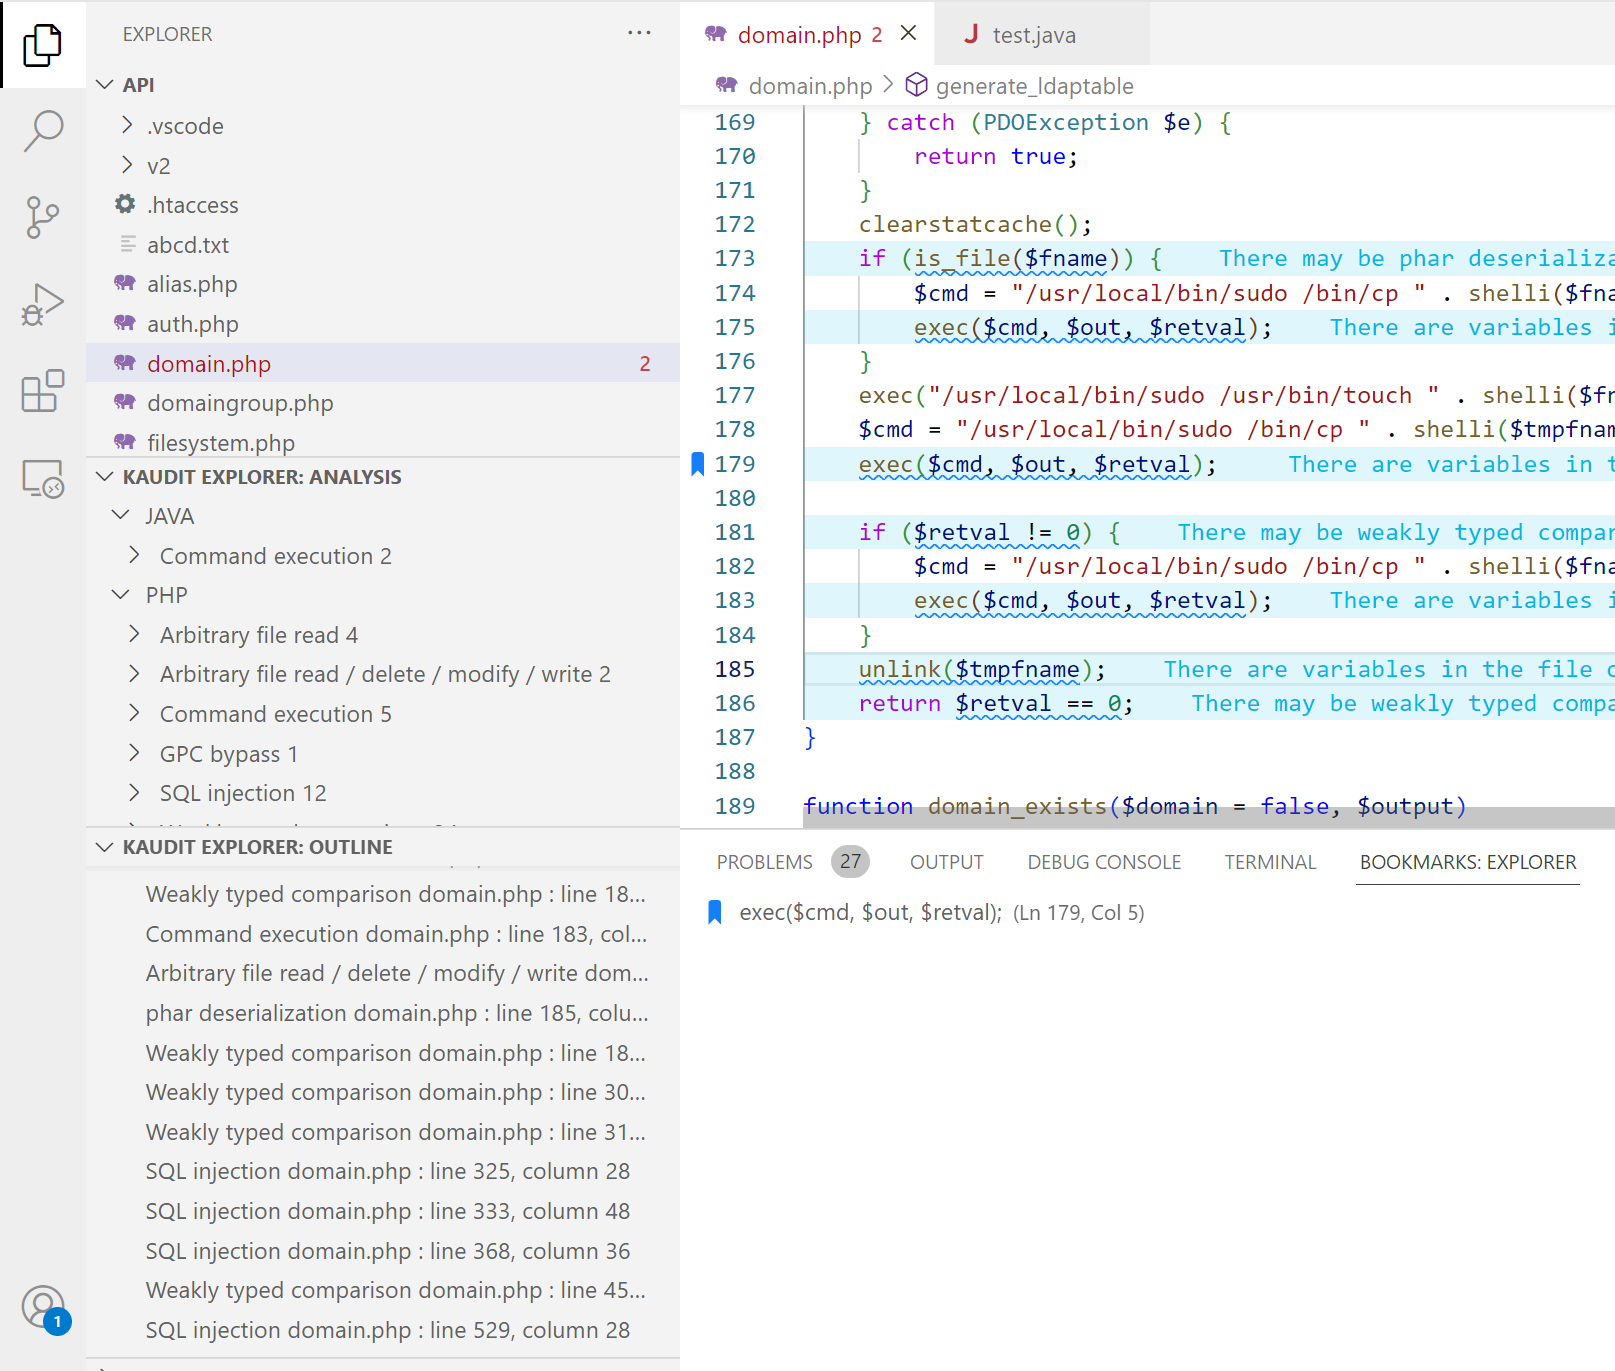 EXPLORER
API
.vscode
v2
.htaccess
abcd.txt
alias.php
auth.php
domain.php 2
domaingroup.php
filesystem.php
KAUDIT EXPLORER: ANALYSIS
JAVA
Command execution 2
PHP
Arbitrary file read 4
Arbitrary file read / delete / modify / write 2
Command execution 5
GPC bypass 1
SQL injection 12
KAUDIT EXPLORER: OUTLINE
Weakly typed comparison domain.php : line 18...
Command execution domain.php : line 183, col...
Arbitrary file read / delete / modify / write dom...
phar deserialization domain.php : line 185, colu...
Weakly typed comparison domain.php : line 18...
Weakly typed comparison domain.php : line 30...
Weakly typed comparison domain.php : line 31...
SQL injection domain.php : line 325, column 28
SQL injection domain.php : line 333, column 48
SQL injection domain.php : line 368, column 36
Weakly typed comparison domain.php : line 45...
SQL injection domain.php : line 529, column 28
1
domain.php 2
test.java
domain.php > generate_ldaptable
169 } catch (PDOException $e) {
170 return true;
171 }
172 clearstatcache();
173 if (is_file($fname)) { There may be phar deserializa
174 $cmd = "/usr/local/bin/sudo /bin/cp " . shelli($fna
175 exec($cmd, $out, $retval); There are variables i
176 }
177 exec("/usr/local/bin/sudo /usr/bin/touch " . shelli($fn
178 $cmd = "/usr/local/bin/sudo /bin/cp " . shelli($tmpfnam
179 exec($cmd, $out, $retval); There are variables in t
180
181 if ($retval != 0) { There may be weakly typed compar
182 $cmd = "/usr/local/bin/sudo /bin/cp " . shelli($fna
183 exec($cmd, $out, $retval); There are variables i
184 }
185 unlink($tmpfname); There are variables in the file o
186 return $retval == 0; There may be weakly typed compa
187 }
188
189 function domain_exists($domain = false, $output)
PROBLEMS 27 OUTPUT DEBUG CONSOLE TERMINAL BOOKMARKS: EXPLORER
exec($cmd, $out, $retval); (Ln 179, Col 5)